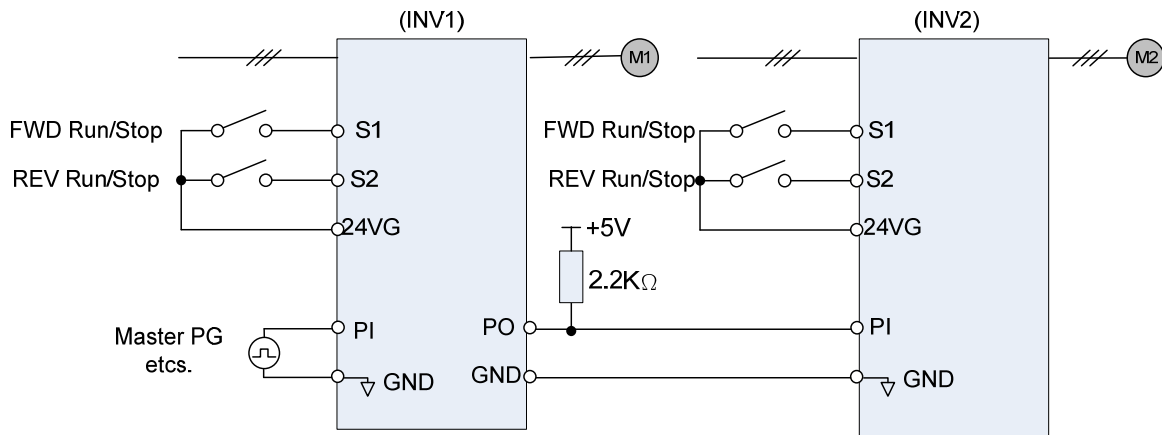 (INV1)
(INV2)
M1
M2
FWD Run/Stop
S1
FWD Run/Stop
S1
REV Run/Stop
S2
REV Run/Stop
S2
24VG
+5V
24VG
2.2KΩ
Master PG
etcs.
PI
PO
PI
GND
GND
GND